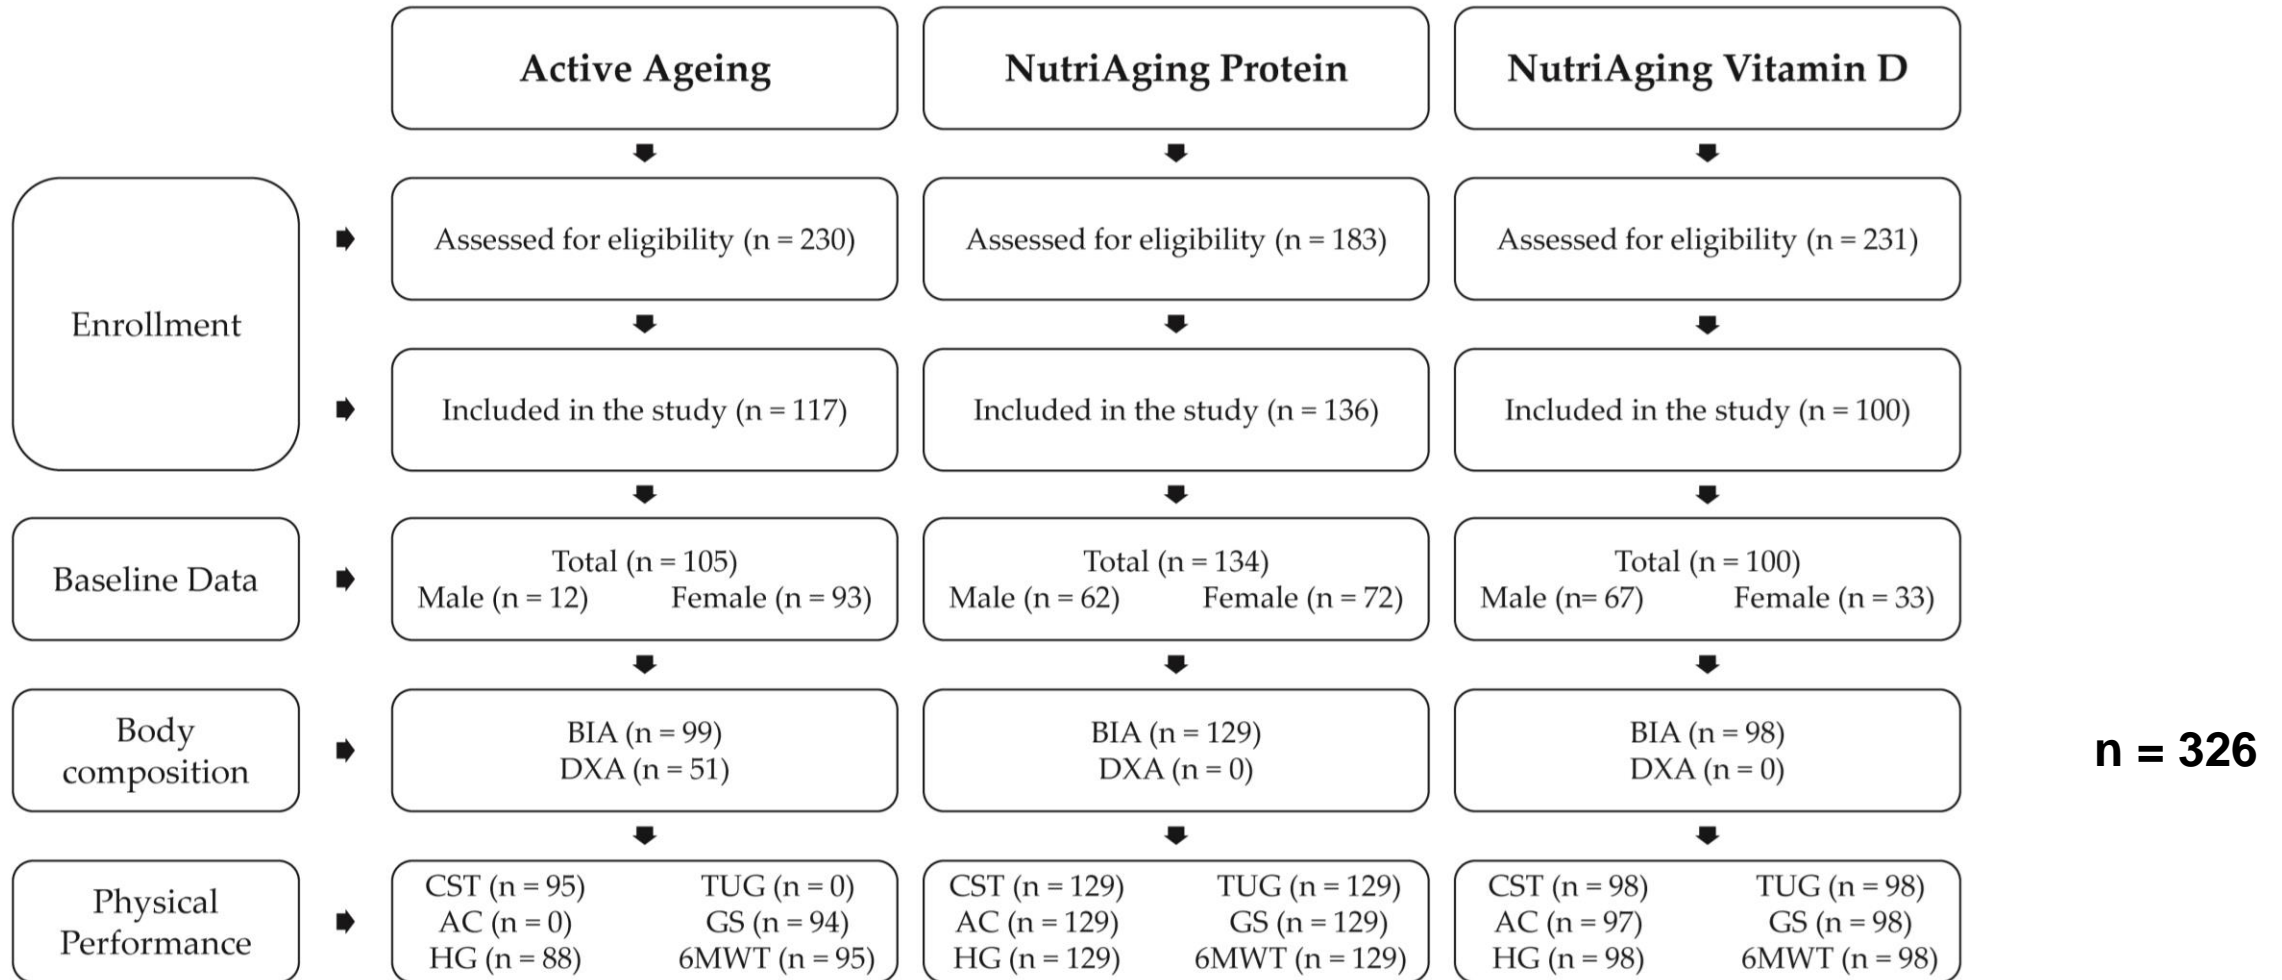 Active Ageing
NutriAging Protein
NutriAging Vitamin D
Enrollment
Assessed for eligibility (n = 230)
Assessed for eligibility (n = 183)
Assessed for eligibility (n = 231)
Included in the study (n = 117)
Included in the study (n = 136)
Included in the study (n = 100)
Baseline Data
Total (n = 105)
Male (n = 12) Female (n = 93)
Total (n = 134)
Male (n = 62) Female (n = 72)
Total (n = 100)
Male (n= 67) Female (n = 33)
Body
composition
BIA (n = 99)
DXA (n = 51)
BIA (n = 129)
DXA (n = 0)
BIA (n = 98)
DXA (n = 0)
n = 326
Physical
Performance
CST (n = 95) TUG (n = 0)
AC (n = 0) GS (n = 94)
HG (n = 88) 6MWT (n = 95)
CST (n = 129) TUG (n = 129)
AC (n = 129) GS (n = 129)
HG (n = 129) 6MWT (n = 129)
CST (n = 98) TUG (n = 98)
AC (n = 97) GS (n = 98)
HG (n = 98) 6MWT (n = 98)